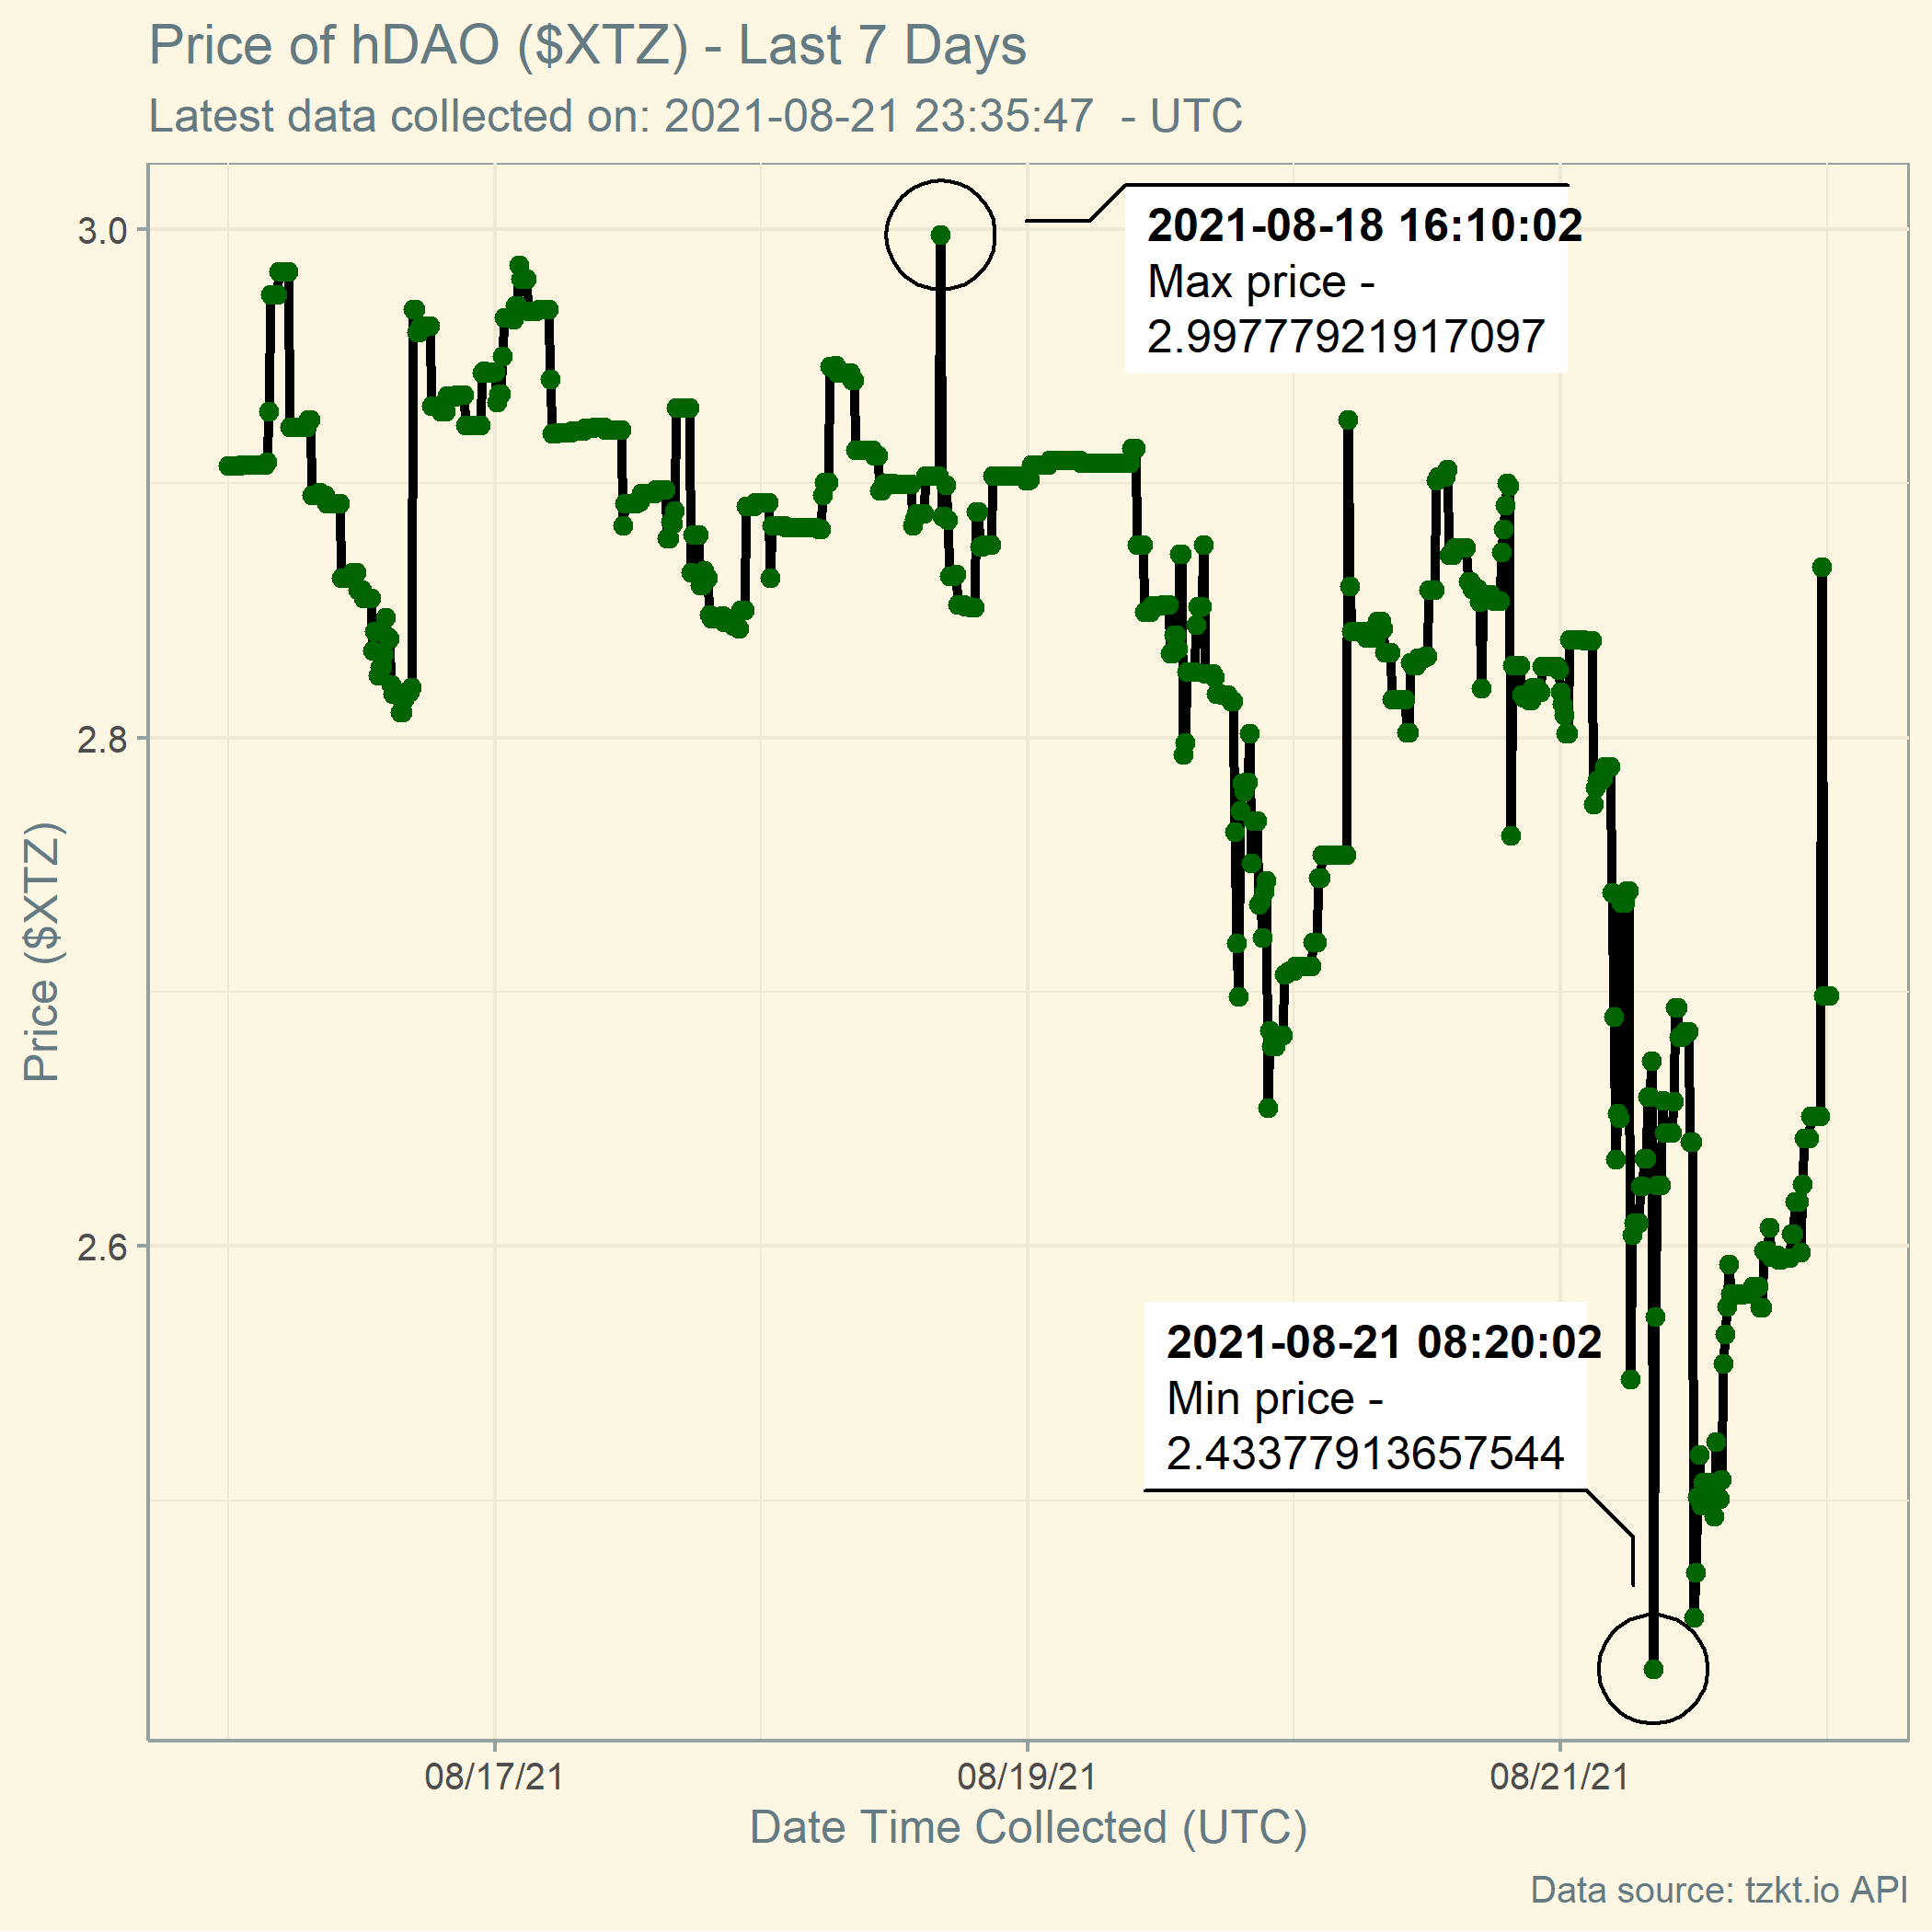 Price of hDAO ($XTZ) - Last 7 Days
Latest data collected on: 2021-08-21 23:35:47  - UTC
2021-08-18 16:10:02
Max price -
2.99777921917097
3.0
2.8
2.6
Price ($XTZ)
2021-08-21 08:20:02
Min price -
2.43377913657544
08/17/21
08/19/21
08/21/21
Date Time Collected (UTC)
Data source: tzkt.io API